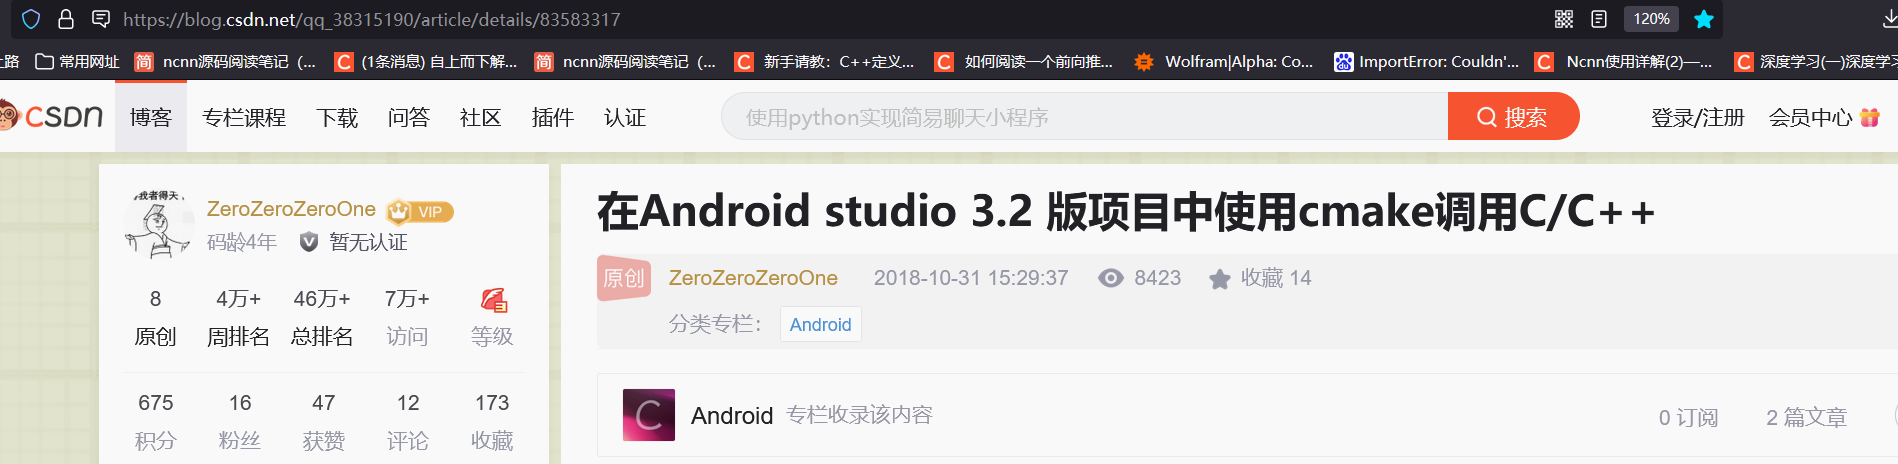 https://blog.csdn.net/qq_38315190/article/details/83583317 120%
路 常用网址 简 ncnn源码阅读笔记（... C (1条消息) 自上而下解... 简 ncnn源码阅读笔记（... C 新手请教：C++定义... C 如何阅读一个前向推... Wolfram|Alpha: Co... ImportError: Couldn'... C Ncnn使用详解(2)—... C 深度学习(一)深度学习
CSDN 博客 专栏课程 下载 问答 社区 插件 认证 使用python实现简易聊天小程序 搜索 登录/注册 会员中心
我者得天
ZeroZeroZeroOne VIP
码龄4年 暂无认证
8 4万+ 46万+ 7万+
原创 周排名 总排名 访问 等级
675 16 47 12 173
积分 粉丝 获赞 评论 收藏
在Android studio 3.2 版项目中使用cmake调用C/C++
原创 ZeroZeroZeroOne 2018-10-31 15:29:37 8423 收藏 14
分类专栏： Android
C Android 专栏收录该内容 0 订阅 2 篇文章